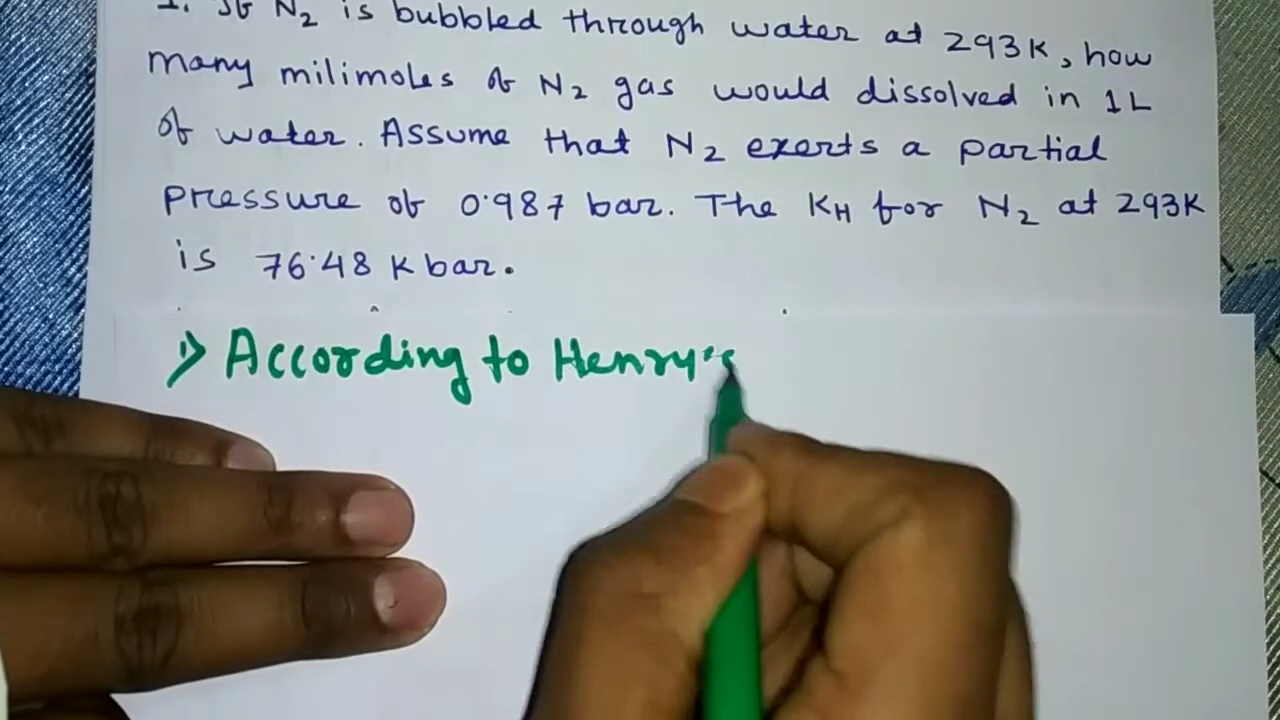 1. If N2 is bubbled through water at 293K, how
many milimoles of N2 gas would dissolved in 1L
of water. Assume that N2 exerts a partial
pressure of 0.987 bar. The KH for N2 at 293K
is 76.48 K bar.
1> According to Henry's